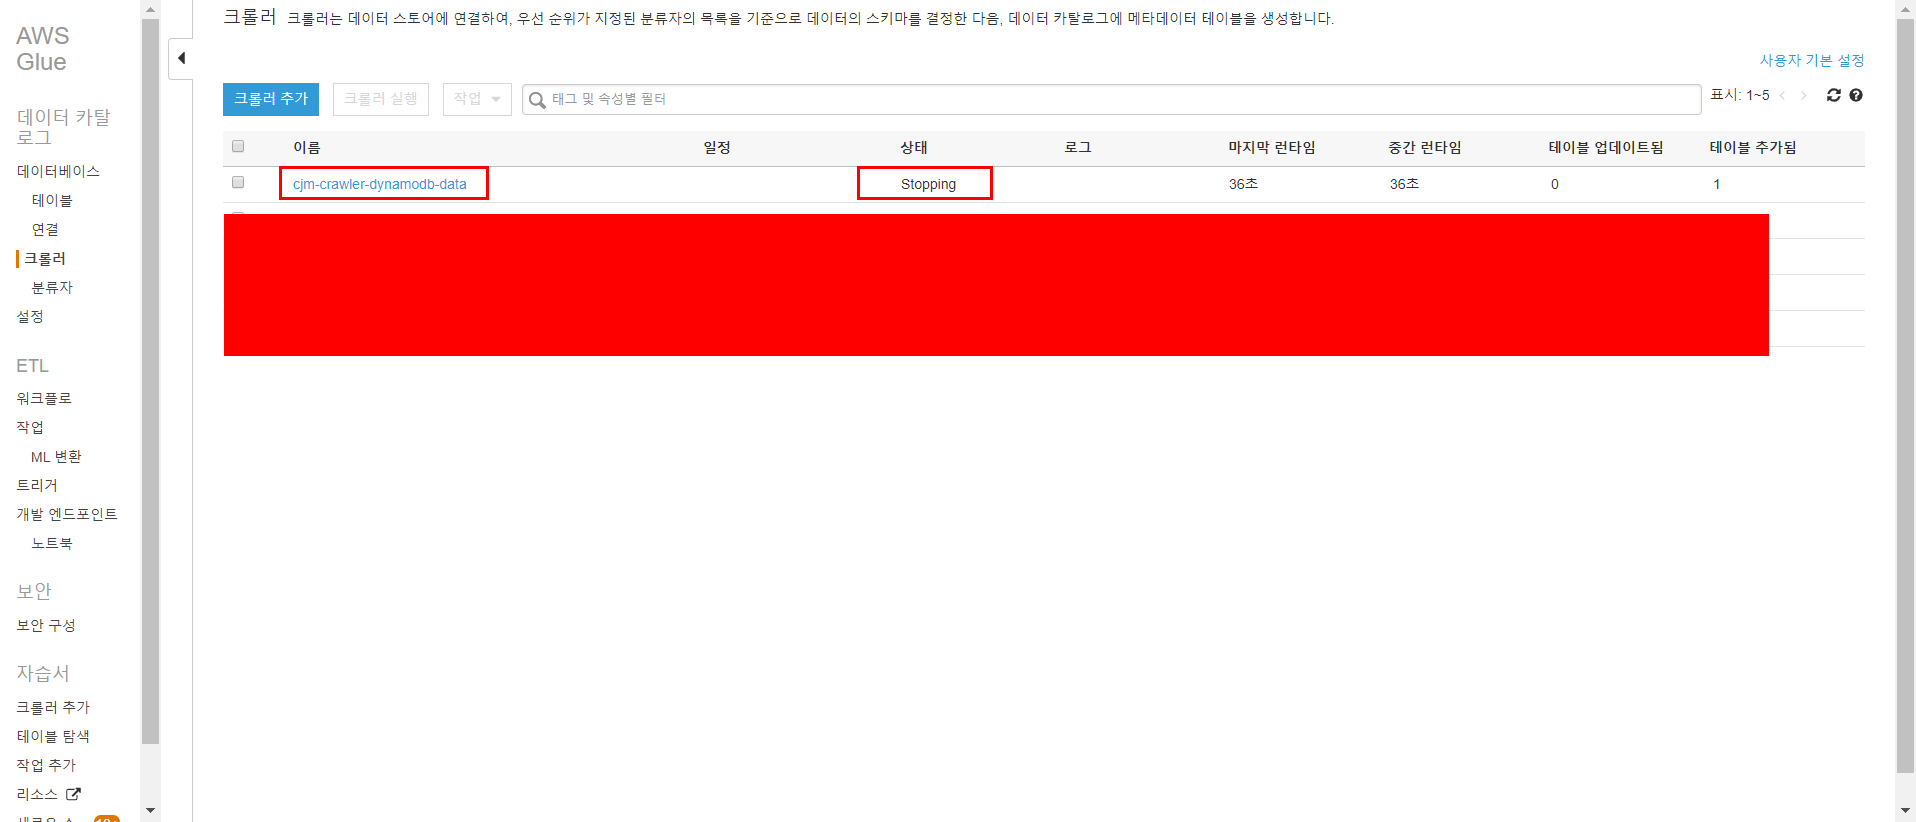 AWS
Glue
데이터 카탈
로그
데이터베이스
테이블
연결
크롤러
분류자
설정
ETL
워크플로
작업
ML 변환
트리거
개발 엔드포인트
노트북
보안
보안 구성
자습서
크롤러 추가
테이블 탐색
작업 추가
리소스
크롤러 크롤러는 데이터 스토어에 연결하여, 우선 순위가 지정된 분류자의 목록을 기준으로 데이터의 스키마를 결정한 다음, 데이터 카탈로그에 메타데이터 테이블을 생성합니다.
사용자 기본 설정
크롤러 추가 크롤러 실행 작업 태그 및 속성별 필터 표시: 1~5
이름 일정 상태 로그 마지막 런타임 중간 런타임 테이블 업데이트됨 테이블 추가됨
cjm-crawler-dynamodb-data Stopping 36초 36초 0 1